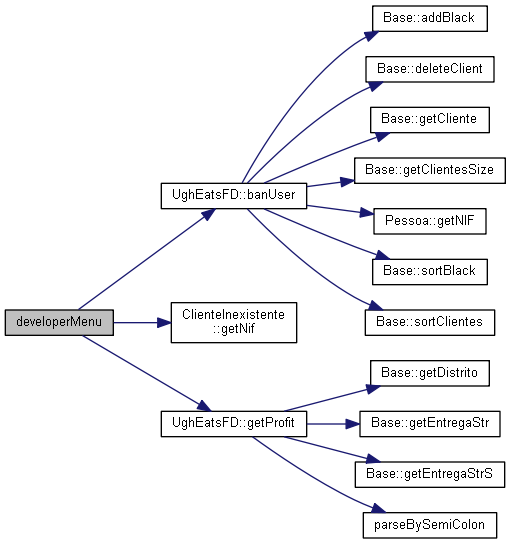 developerMenu
UghEatsFD::banUser
Base::addBlack
Base::deleteClient
Base::getCliente
Base::getClientesSize
Pessoa::getNIF
Base::sortBlack
Base::sortClientes
ClienteInexistente
::getNif
UghEatsFD::getProfit
Base::getDistrito
Base::getEntregaStr
Base::getEntregaStrS
parseBySemiColon